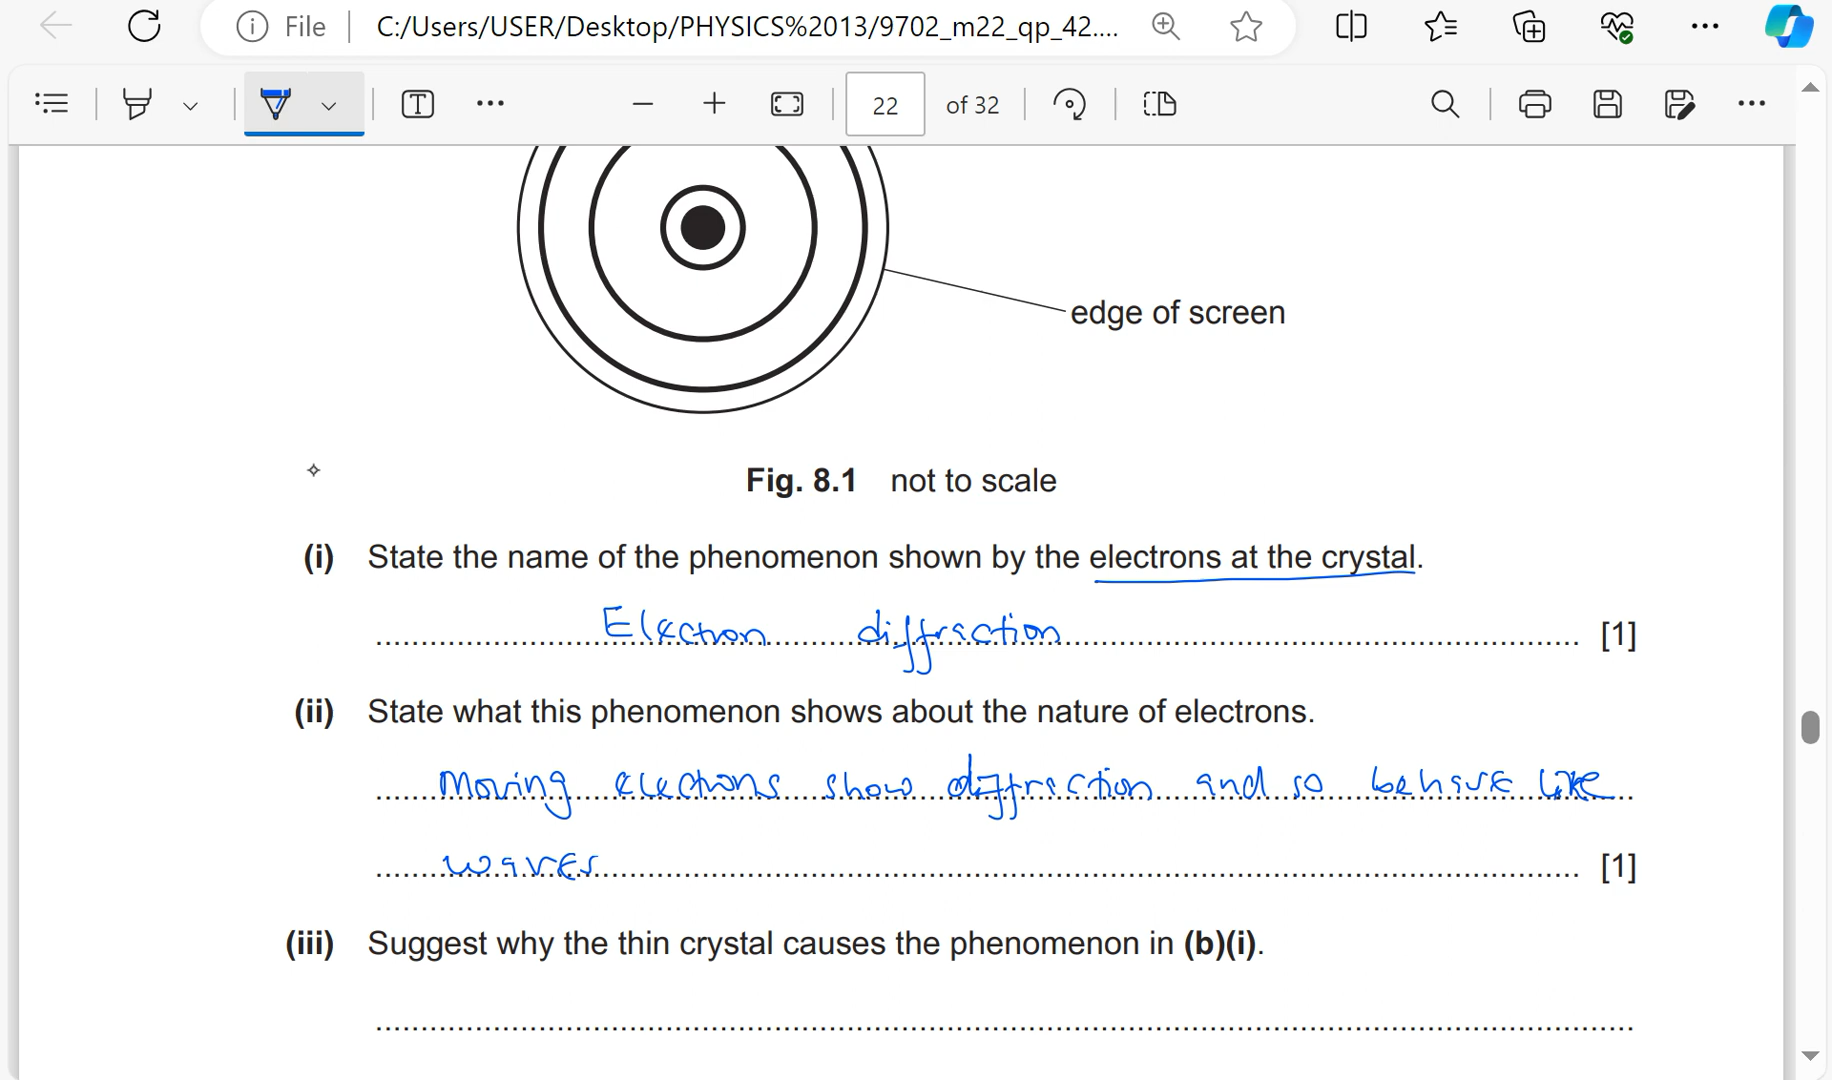 File
C:/Users/USER/Desktop/PHYSICS%2013/9702_m22_qp_42....
22 of 32
edge of screen
Fig. 8.1 not to scale
(i) State the name of the phenomenon shown by the electrons at the crystal.
Electron diffraction [1]
(ii) State what this phenomenon shows about the nature of electrons.
Moving electrons show diffraction and so behave like
waves [1]
(iii) Suggest why the thin crystal causes the phenomenon in (b)(i).